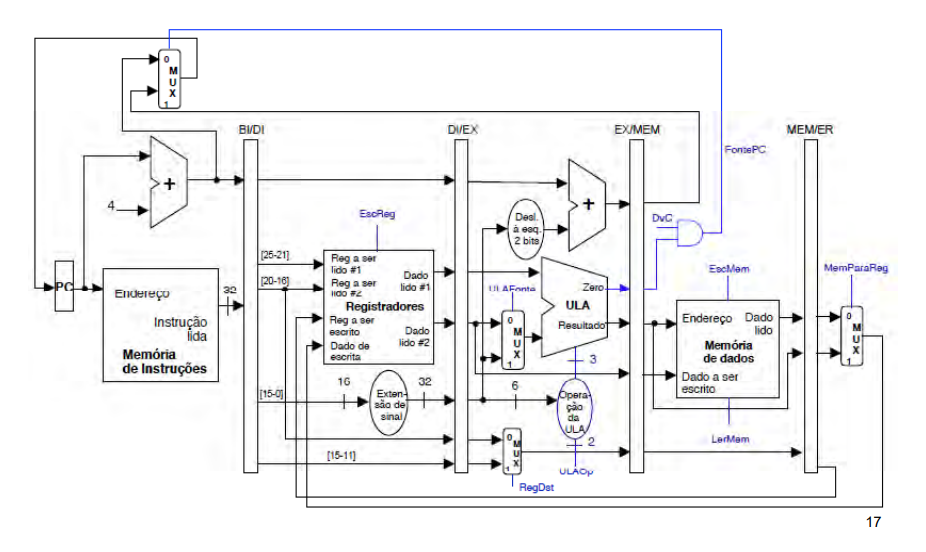 0
M
U
X
1
BI/DI
DI/EX
EX/MEM
MEM/ER
FontePC
+
4
EscReg
+
Desl.
à esq.
2 bits
DvC
[25-21]
[20-16]
Reg a ser
lido #1
Reg a ser
lido #2
Registradores
Reg a ser
escrito
Dado de
escrita
Dado
lido #1
Dado
lido #2
PC
Endereço
Instrução
lida
Memória
de Instruções
32
ULAFonte
0
M
U
X
1
Zero
ULA
Resultado
3
EscMem
Endereço
Dado
lido
Memória
de dados
Dado a ser
escrito
LerMem
MemParaReg
0
M
U
X
1
[15-0]
16
Exten-
são de
sinal
32
6
Opera-
ção
da
ULA
2
ULAOp
[15-11]
0
M
U
X
1
RegDst
17